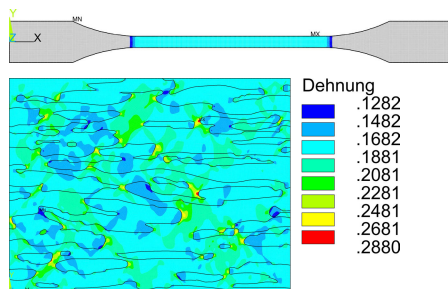 Y
MN
Z X
MX
Dehnung
.1282
.1482
.1682
.1881
.2081
.2281
.2481
.2681
.2880